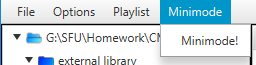 File Options Playlist Minimode
G:\SFU\Homework\CM
Minimode!
external library